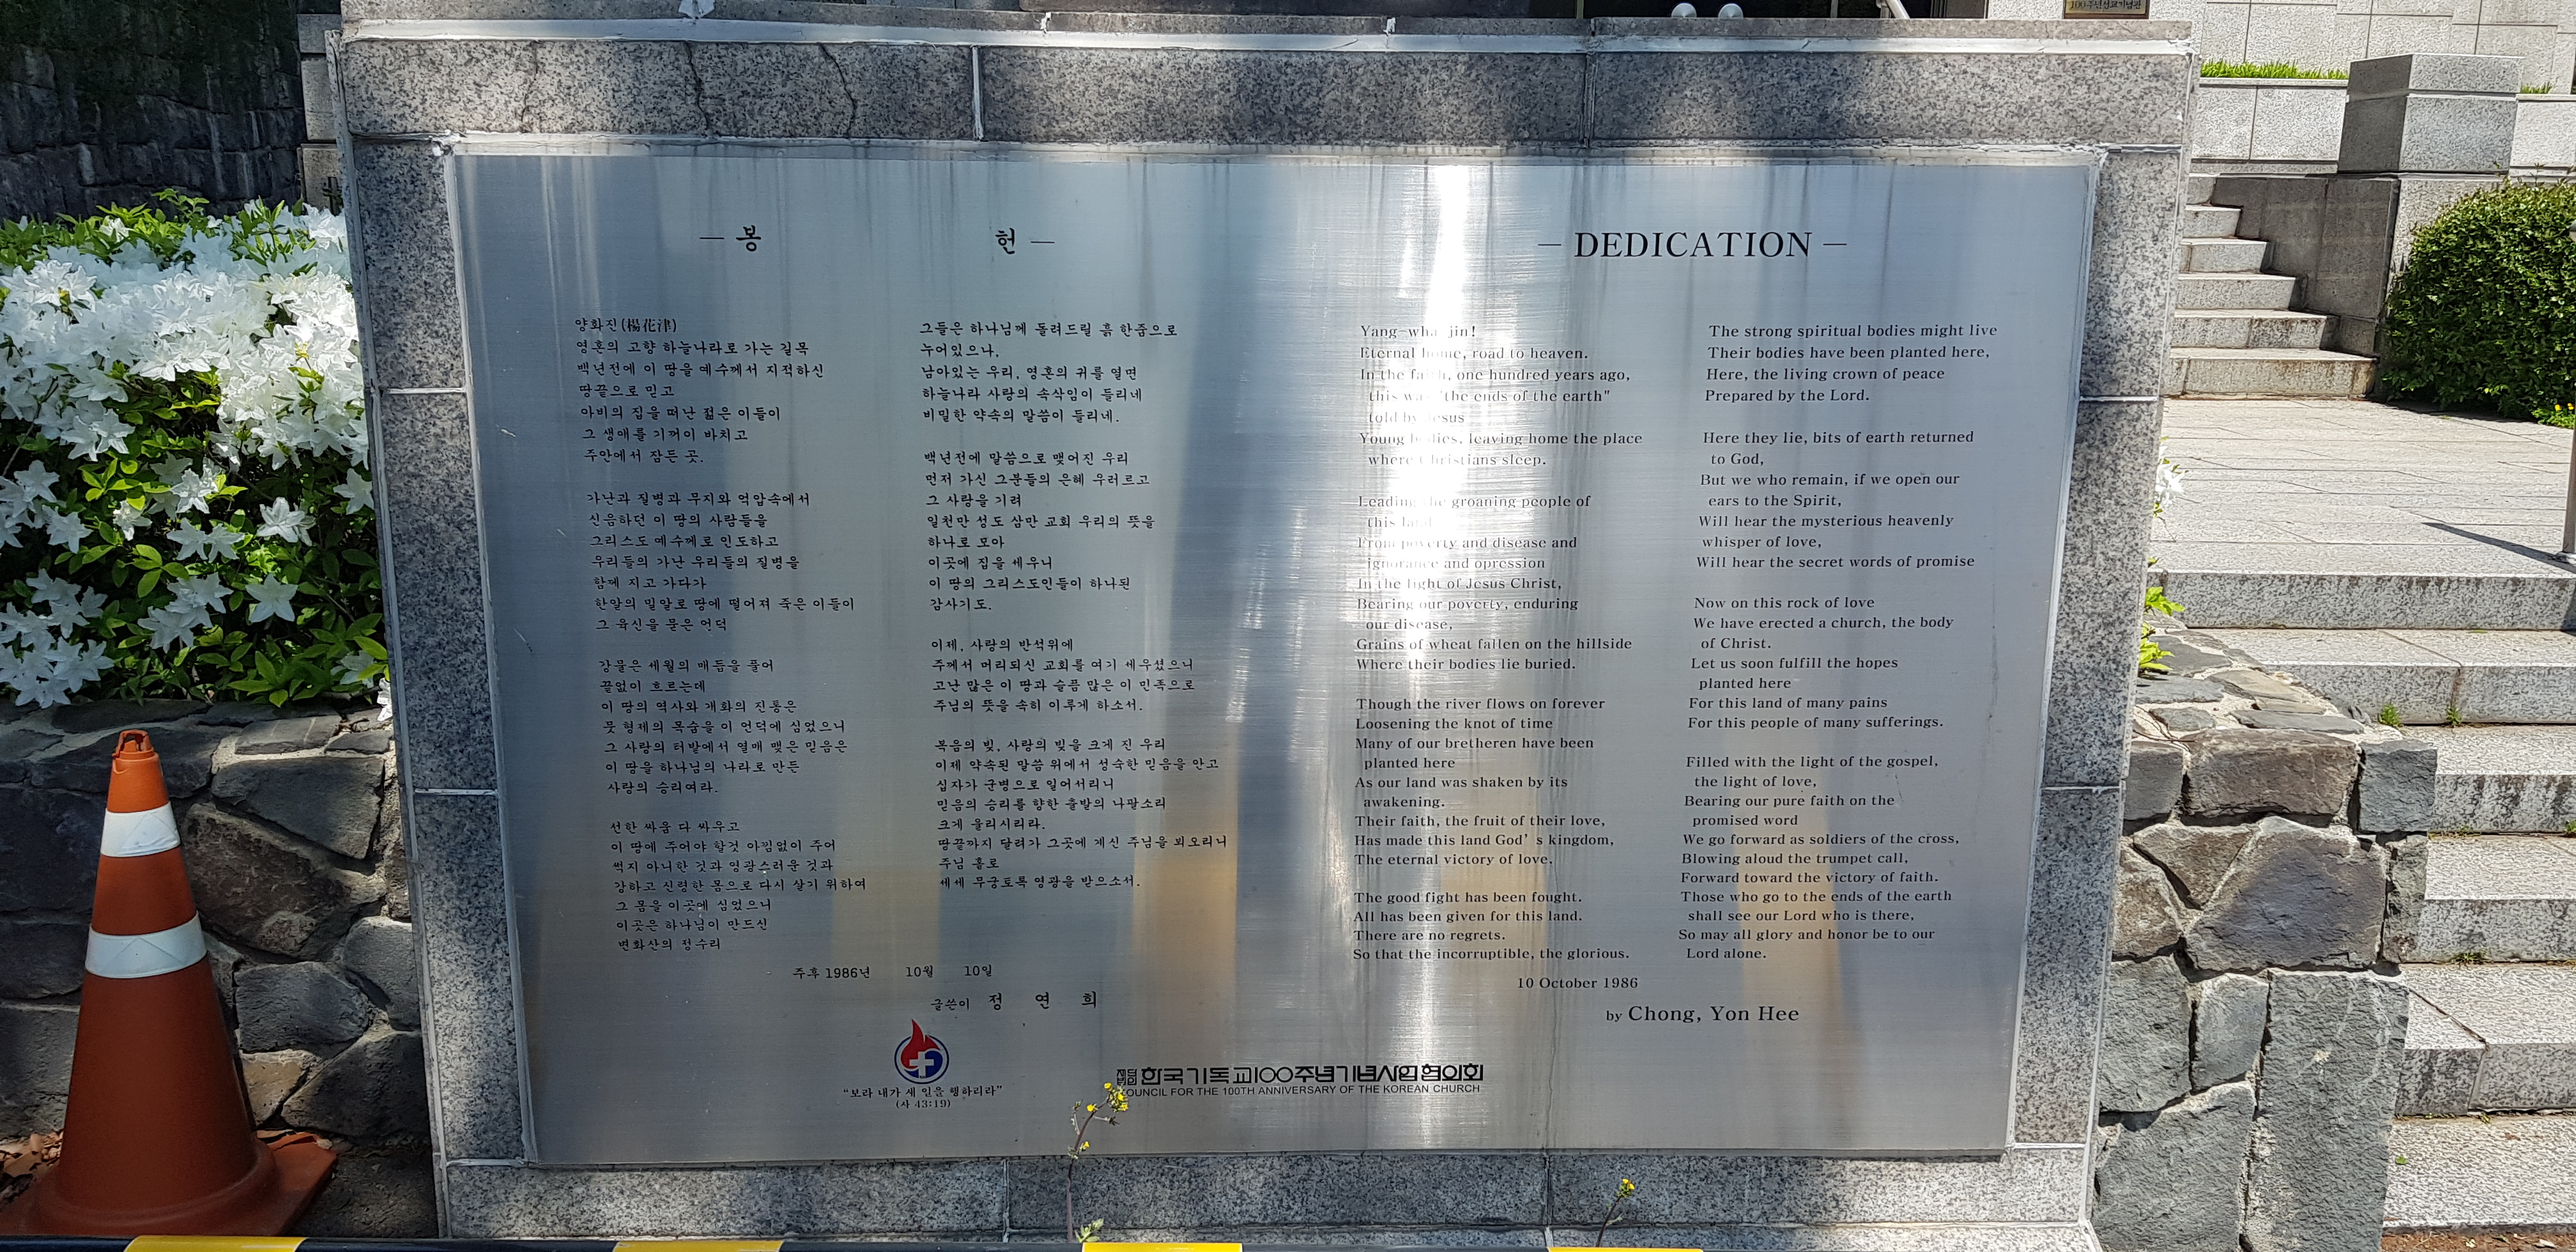 100주년선교기념관
— 봉 헌 —
양화진(楊花津)
영혼의 고향 하늘나라로 가는 길목
백년전에 이 땅을 예수께서 지적하신
땅끝으로 믿고
아비의 집을 떠난 젊은 이들이
그 생애를 기꺼이 바치고
주안에서 잠든 곳.
가난과 질병과 무지와 억압속에서
신음하던 이 땅의 사람들을
그리스도 예수께로 인도하고
우리들의 가난 우리들의 질병을
함께 지고 가다가
한알의 밀알로 땅에 떨어져 죽은 이들이
그 육신을 묻은 언덕
강물은 세월의 매듭을 풀어
끝없이 흐르는데
이 땅의 역사와 개화의 진통은
뭇 형제의 목숨을 이 언덕에 심었으니
그 사랑의 터밭에서 열매 맺은 믿음은
이 땅을 하나님의 나라로 만든
사랑의 승리여라.
선한 싸움 다 싸우고
이 땅에 주어야 할것 아낌없이 주어
썩지 아니한 것과 영광스러운 것과
강하고 신령한 몸으로 다시 살기 위하여
그 몸을 이곳에 심었으니
이곳은 하나님이 만드신
변화산의 정수리
그들은 하나님께 돌려드릴 흙 한줌으로
누어있으나,
남아있는 우리, 영혼의 귀를 열면
하늘나라 사랑의 속삭임이 들리네
비밀한 약속의 말씀이 들리네.
백년전에 말씀으로 맺어진 우리
먼저 가신 그분들의 은혜 우러르고
그 사랑을 기려
일천만 성도 삼만 교회 우리의 뜻을
하나로 모아
이곳에 집을 세우니
이 땅의 그리스도인들이 하나된
감사기도.
이제, 사랑의 반석위에
주께서 머리되신 교회를 여기 세우셨으니
고난 많은 이 땅과 슬픔 많은 이 민족으로
주님의 뜻을 속히 이루게 하소서.
복음의 빛, 사랑의 빚을 크게 진 우리
이제 약속된 말씀 위에서 성숙한 믿음을 안고
십자가 군병으로 일어서리니
믿음의 승리를 향한 출발의 나팔소리
크게 울리시리라.
땅끝까지 달려가 그곳에 계신 주님을 뵈오리니
주님 홀로
세세 무궁토록 영광을 받으소서.
주후 1986년 10월 10일
글쓴이 정 연 희
"보라 내가 새 일을 행하리라"
(사 43:19)
— DEDICATION —
Yang-wha jin!
Eternal home, road to heaven.
In the faith, one hundred years ago,
this was "the ends of the earth"
told by Jesus
Young bodies, leaving home the place
where Christians sleep.
Leading the groaning people of
this land
From poverty and disease and
ignorance and opression
In the light of Jesus Christ,
Bearing our poverty, enduring
our disease,
Grains of wheat fallen on the hillside
Where their bodies lie buried.
Though the river flows on forever
Loosening the knot of time
Many of our bretheren have been
planted here
As our land was shaken by its
awakening.
Their faith, the fruit of their love,
Has made this land God's kingdom,
The eternal victory of love.
The good fight has been fought.
All has been given for this land.
There are no regrets.
So that the incorruptible, the glorious.
The strong spiritual bodies might live
Their bodies have been planted here,
Here, the living crown of peace
Prepared by the Lord.
Here they lie, bits of earth returned
to God,
But we who remain, if we open our
ears to the Spirit,
Will hear the mysterious heavenly
whisper of love,
Will hear the secret words of promise
Now on this rock of love
We have erected a church, the body
of Christ.
Let us soon fulfill the hopes
planted here
For this land of many pains
For this people of many sufferings.
Filled with the light of the gospel,
the light of love,
Bearing our pure faith on the
promised word
We go forward as soldiers of the cross,
Blowing aloud the trumpet call,
Forward toward the victory of faith.
Those who go to the ends of the earth
shall see our Lord who is there,
So may all glory and honor be to our
Lord alone.
10 October 1986
by Chong, Yon Hee
재단법인 한국기독교100주년기념사업협의회
COUNCIL FOR THE 100TH ANNIVERSARY OF THE KOREAN CHURCH